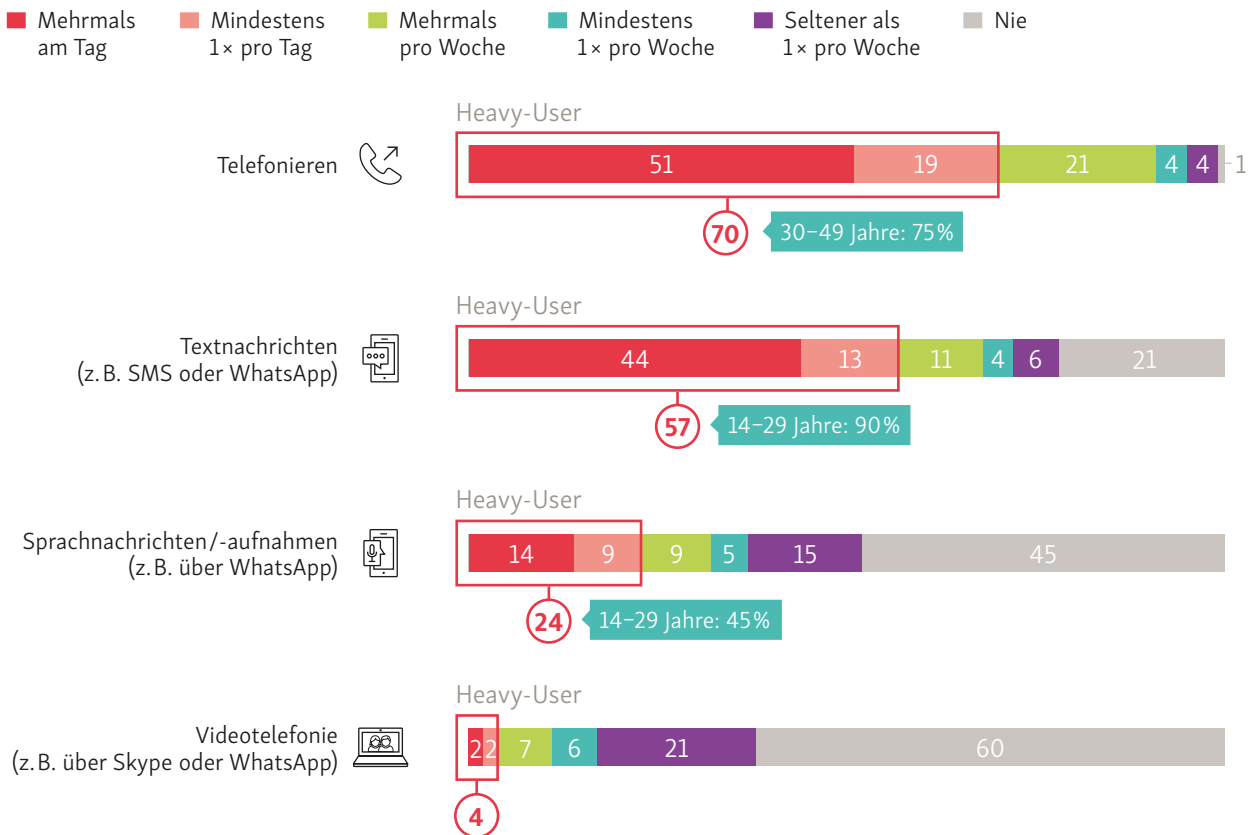 Mehrmals
am Tag
Mindestens
1× pro Tag
Mehrmals
pro Woche
Mindestens
1× pro Woche
Seltener als
1× pro Woche
Nie
Heavy-User
Telefonieren
51 19 21 4 4 1
70
30–49 Jahre: 75%
Heavy-User
Textnachrichten
(z.B. SMS oder WhatsApp)
44 13 11 4 6 21
57
14–29 Jahre: 90%
Heavy-User
Sprachnachrichten/-aufnahmen
(z.B. über WhatsApp)
14 9 9 5 15 45
24
14–29 Jahre: 45%
Heavy-User
Videotelefonie
(z.B. über Skype oder WhatsApp)
2 2 7 6 21 60
4